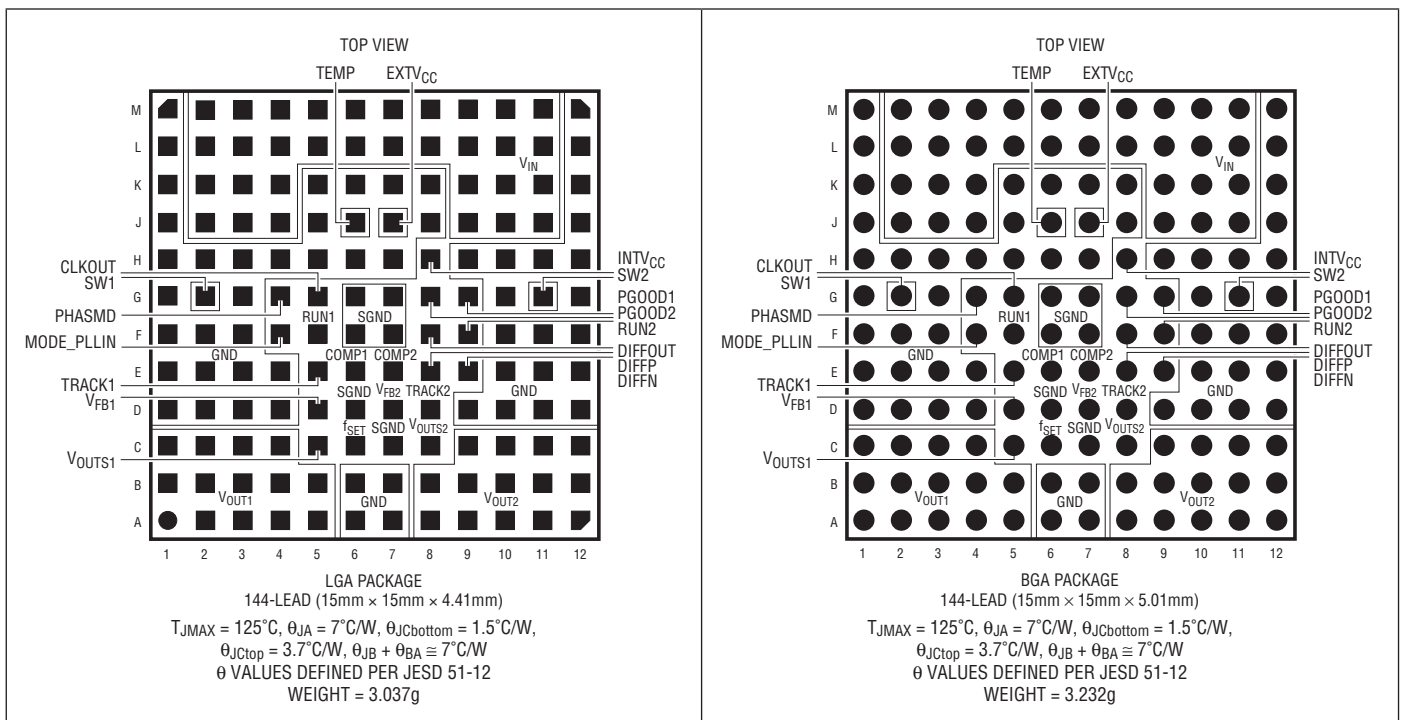 TOP VIEW
TEMP EXTVCC
M
L
VIN
K
J
H
INTVCC
CLKOUT
SW2
SW1
G
PGOOD1
PHASMD
RUN1 SGND
PGOOD2
RUN2
F
MODE_PLLIN
GND
COMP1 COMP2
DIFFOUT
E
DIFFP
TRACK1
DIFFN
SGND VFB2 TRACK2
GND
VFB1
D
fSET SGND VOUTS2
C
VOUTS1
B
VOUT1
GND
VOUT2
A
1 2 3 4 5 6 7 8 9 10 11 12
LGA PACKAGE
144-LEAD (15mm × 15mm × 4.41mm)
TJMAX = 125°C, θJA = 7°C/W, θJCbottom = 1.5°C/W,
θJCtop = 3.7°C/W, θJB + θBA ≅ 7°C/W
θ VALUES DEFINED PER JESD 51-12
WEIGHT = 3.037g
TOP VIEW
TEMP EXTVCC
M
L
VIN
K
J
H
INTVCC
CLKOUT
SW2
SW1
G
PGOOD1
PHASMD
RUN1 SGND
PGOOD2
RUN2
F
MODE_PLLIN
GND
COMP1 COMP2
DIFFOUT
E
DIFFP
TRACK1
DIFFN
SGND VFB2 TRACK2
GND
VFB1
D
fSET SGND VOUTS2
C
VOUTS1
B
VOUT1
GND
VOUT2
A
1 2 3 4 5 6 7 8 9 10 11 12
BGA PACKAGE
144-LEAD (15mm × 15mm × 5.01mm)
TJMAX = 125°C, θJA = 7°C/W, θJCbottom = 1.5°C/W,
θJCtop = 3.7°C/W, θJB + θBA ≅ 7°C/W
θ VALUES DEFINED PER JESD 51-12
WEIGHT = 3.232g